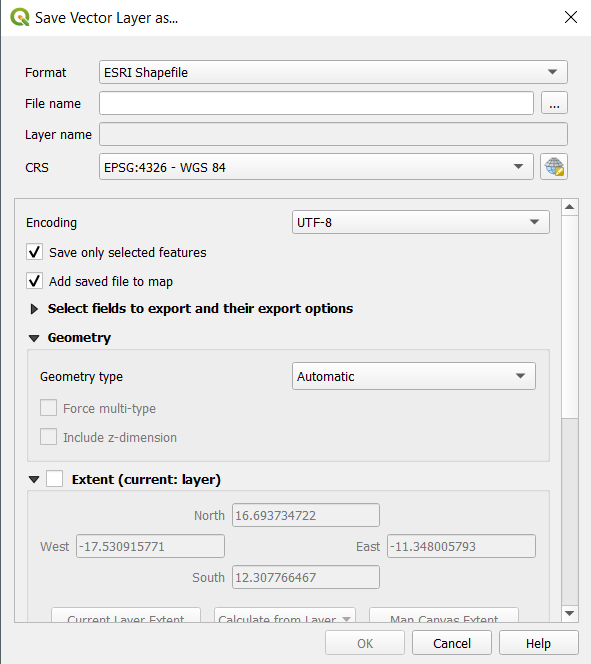 Save Vector Layer as...
Format ESRI Shapefile
File name ...
Layer name
CRS EPSG:4326 - WGS 84
Encoding UTF-8
Save only selected features
Add saved file to map
Select fields to export and their export options
Geometry
Geometry type Automatic
Force multi-type
Include z-dimension
Extent (current: layer)
North 16.693734722
West -17.530915771 East -11.348005793
South 12.307766467
Current Layer Extent Calculate from Layer Map Canvas Extent
OK Cancel Help